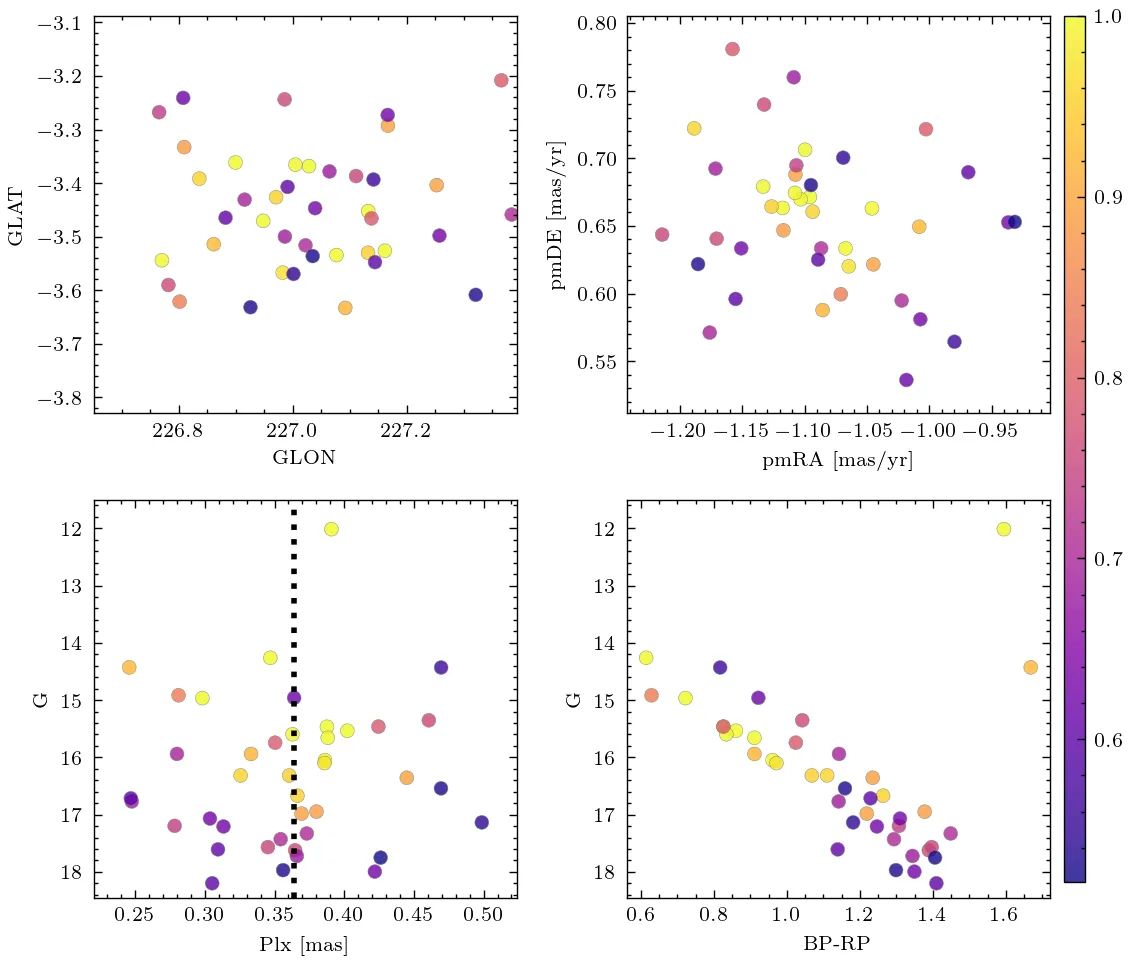 −3.1
−3.2
−3.3
−3.4
−3.5
−3.6
−3.7
−3.8
GLAT
226.8 227.0 227.2
GLON
0.80
0.75
0.70
0.65
0.60
0.55
pmDE [mas/yr]
−1.20 −1.15 −1.10 −1.05 −1.00 −0.95
pmRA [mas/yr]
12
13
14
15
16
17
18
G
0.25 0.30 0.35 0.40 0.45 0.50
Plx [mas]
12
13
14
15
16
17
18
G
0.6 0.8 1.0 1.2 1.4 1.6
BP-RP
1.0
0.9
0.8
0.7
0.6